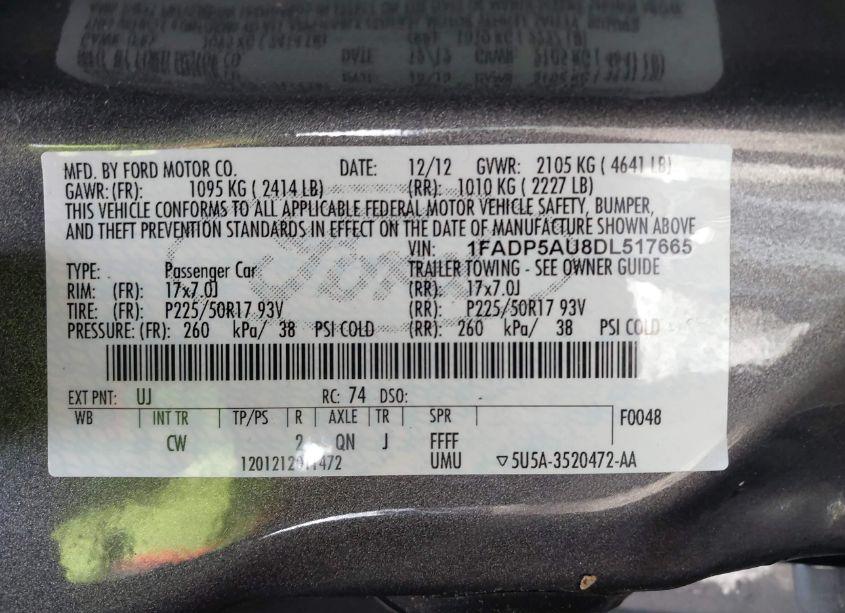 MFD. BY FORD MOTOR CO. DATE: 12/12 GVWR: 2105 KG ( 4641 LB)
GAWR: (FR): 1095 KG ( 2414 LB) (RR): 1010 KG ( 2227 LB)
THIS VEHICLE CONFORMS TO ALL APPLICABLE FEDERAL MOTOR VEHICLE SAFETY, BUMPER,
AND THEFT PREVENTION STANDARDS IN EFFECT ON THE DATE OF MANUFACTURE SHOWN ABOVE
VIN: 1FADP5AU8DL517665
TYPE: Passenger Car TRAILER TOWING - SEE OWNER GUIDE
RIM: (FR): 17x7.0J (RR): 17x7.0J
TIRE: (FR): P225/50R17 93V (RR): P225/50R17 93V
PRESSURE: (FR): 260 kPa/ 38 PSI COLD (RR): 260 kPa/ 38 PSI COLD
EXT PNT: UJ RC: 74 DSO:
WB INT TR TP/PS R AXLE TR SPR F0048
CW 2 QN J FFFF
UMU ▽5U5A-3520472-AA